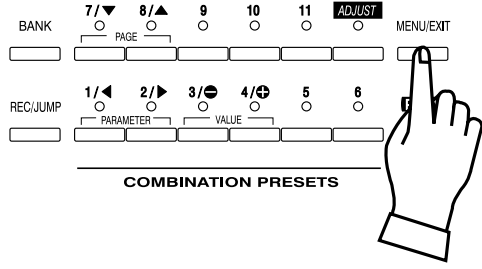 BANK 7/▼ 8/▲ 9 10 11 ADJUST MENU/EXIT
PAGE
REC/JUMP 1/◀ 2/▶ 3/⊖ 4/⊕ 5 6
PARAMETER VALUE
COMBINATION PRESETS